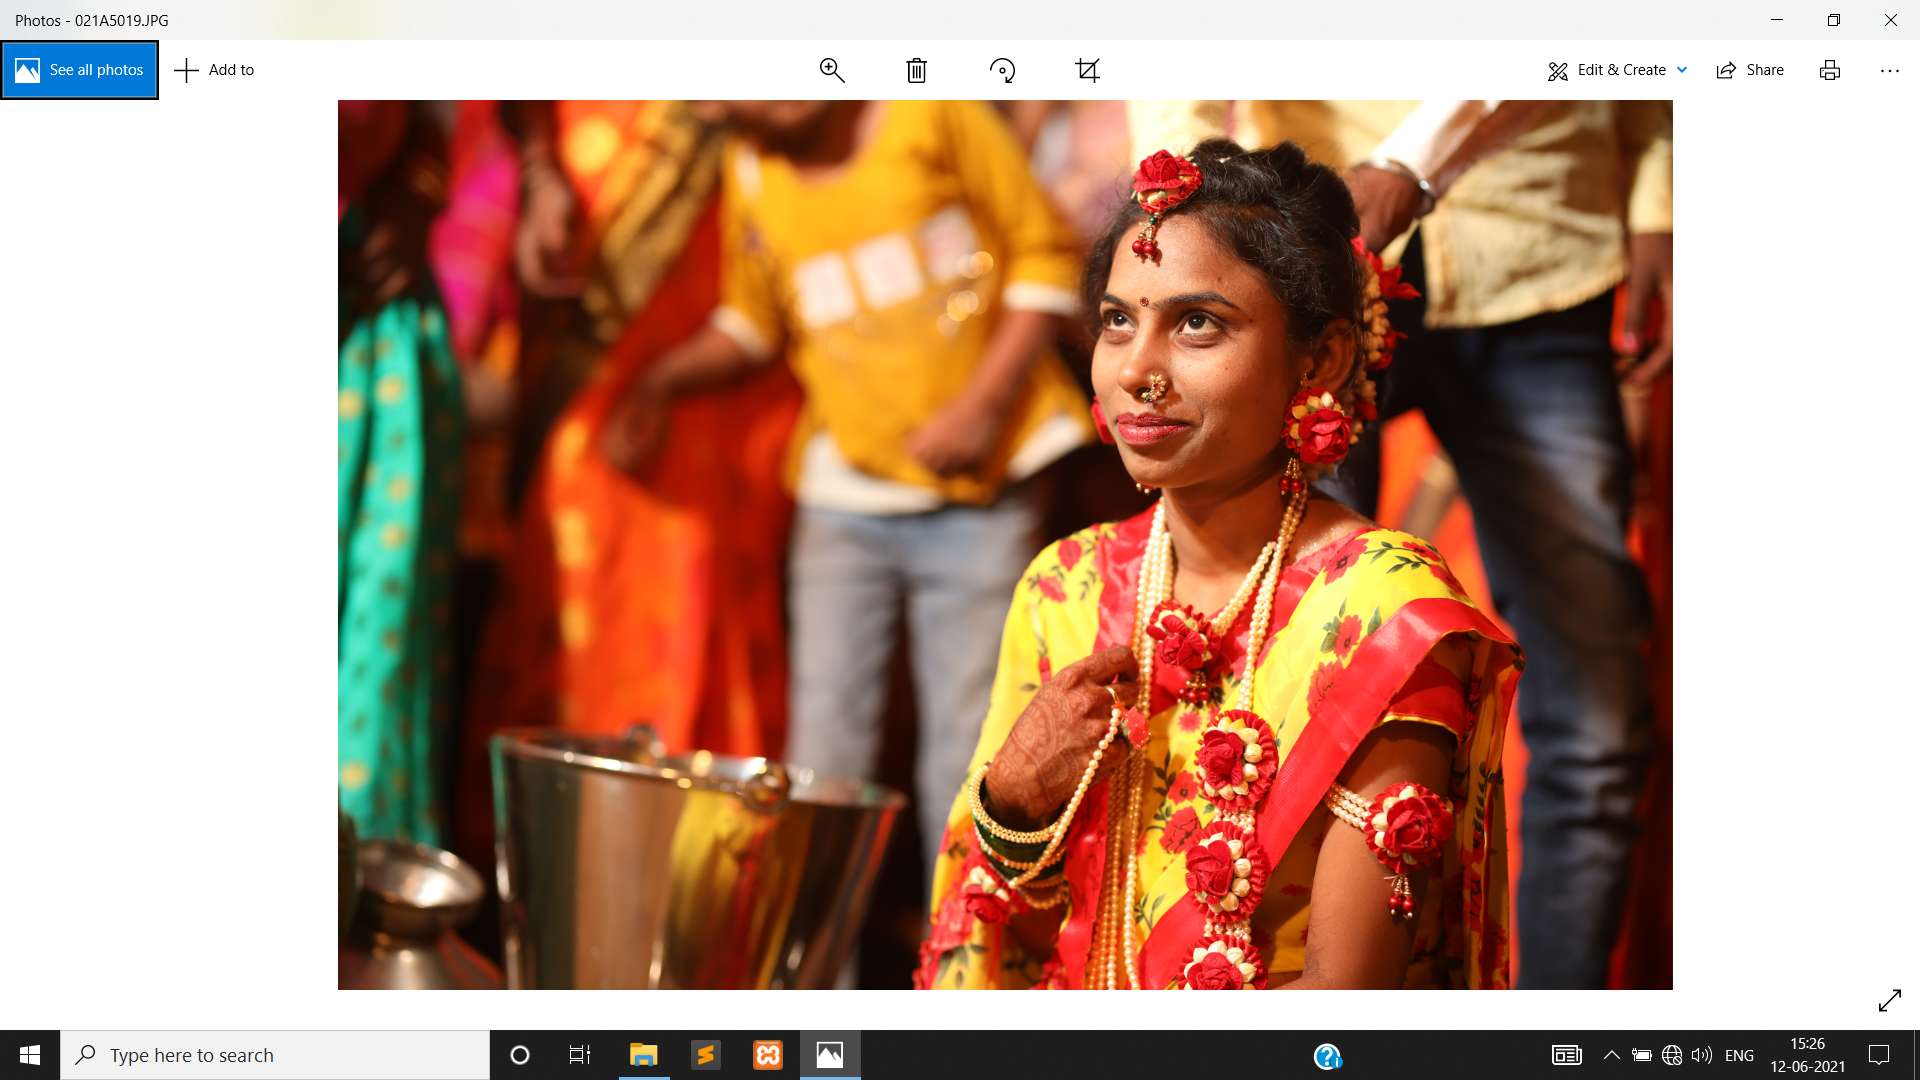 Photos - 021A5019.JPG
See all photos
Add to
Edit & Create
Share
Type here to search
ENG
15:26
12-06-2021